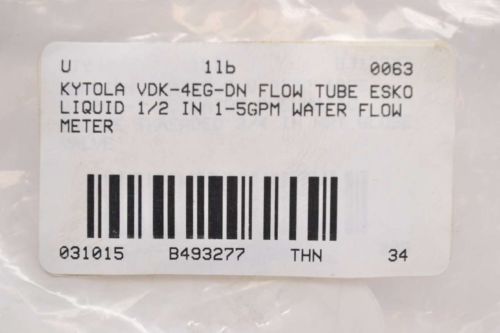 U 1lb 0063
KYTOLA VDK-4EG-DN FLOW TUBE ESKO
LIQUID 1/2 IN 1-5GPM WATER FLOW
METER
031015 B493277 THN 34